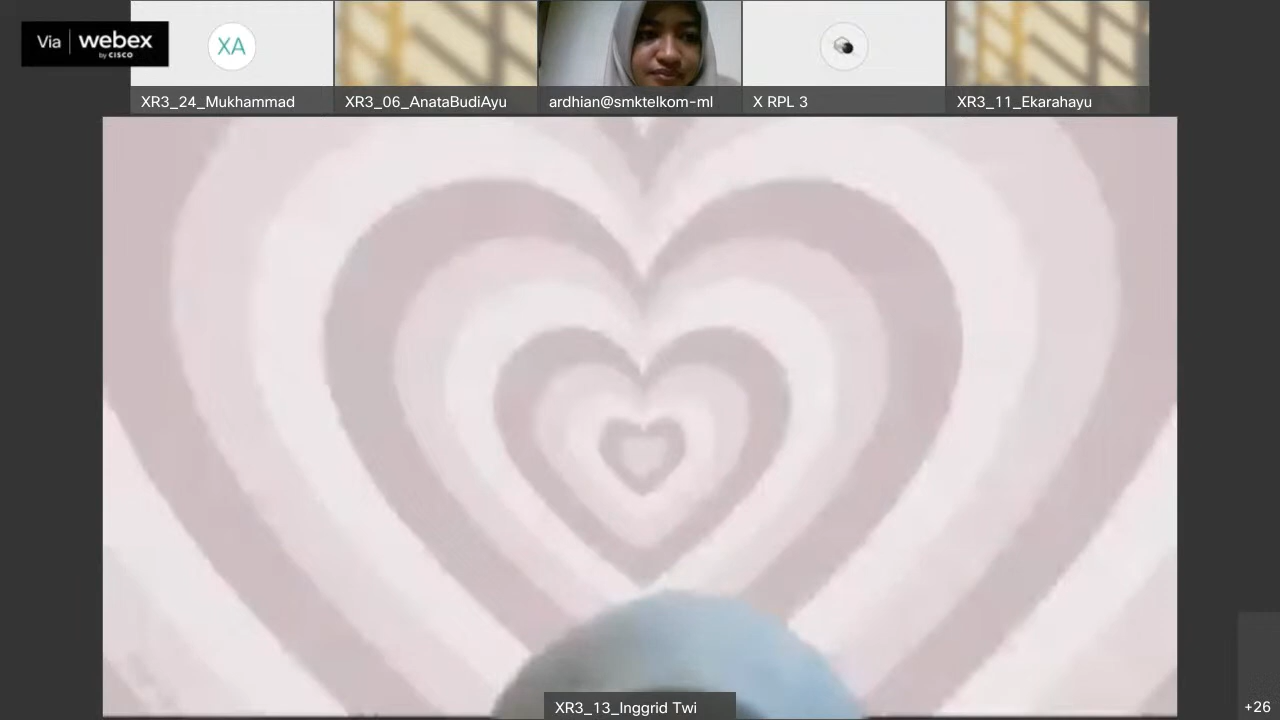 Via webex
by CISCO
XA
XR3_24_Mukhammad
XR3_06_AnataBudiAyu
ardhian@smktelkom-ml
X RPL 3
XR3_11_Ekarahayu
XR3_13_Inggrid Twi
+26